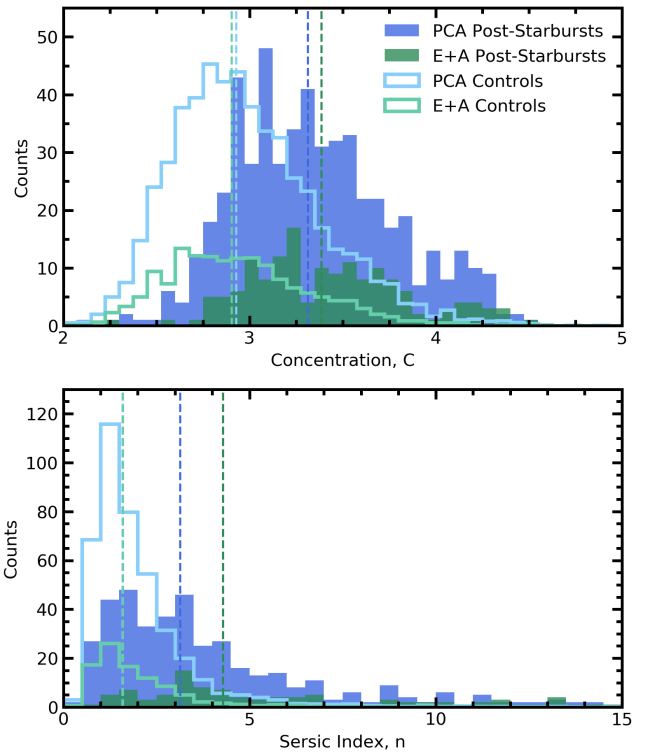 50
40
30
20
10
0
Counts
PCA Post-Starbursts
E+A Post-Starbursts
PCA Controls
E+A Controls
2 3 4 5
Concentration, C
120
100
80
60
40
20
0
Counts
0 5 10 15
Sersic Index, n